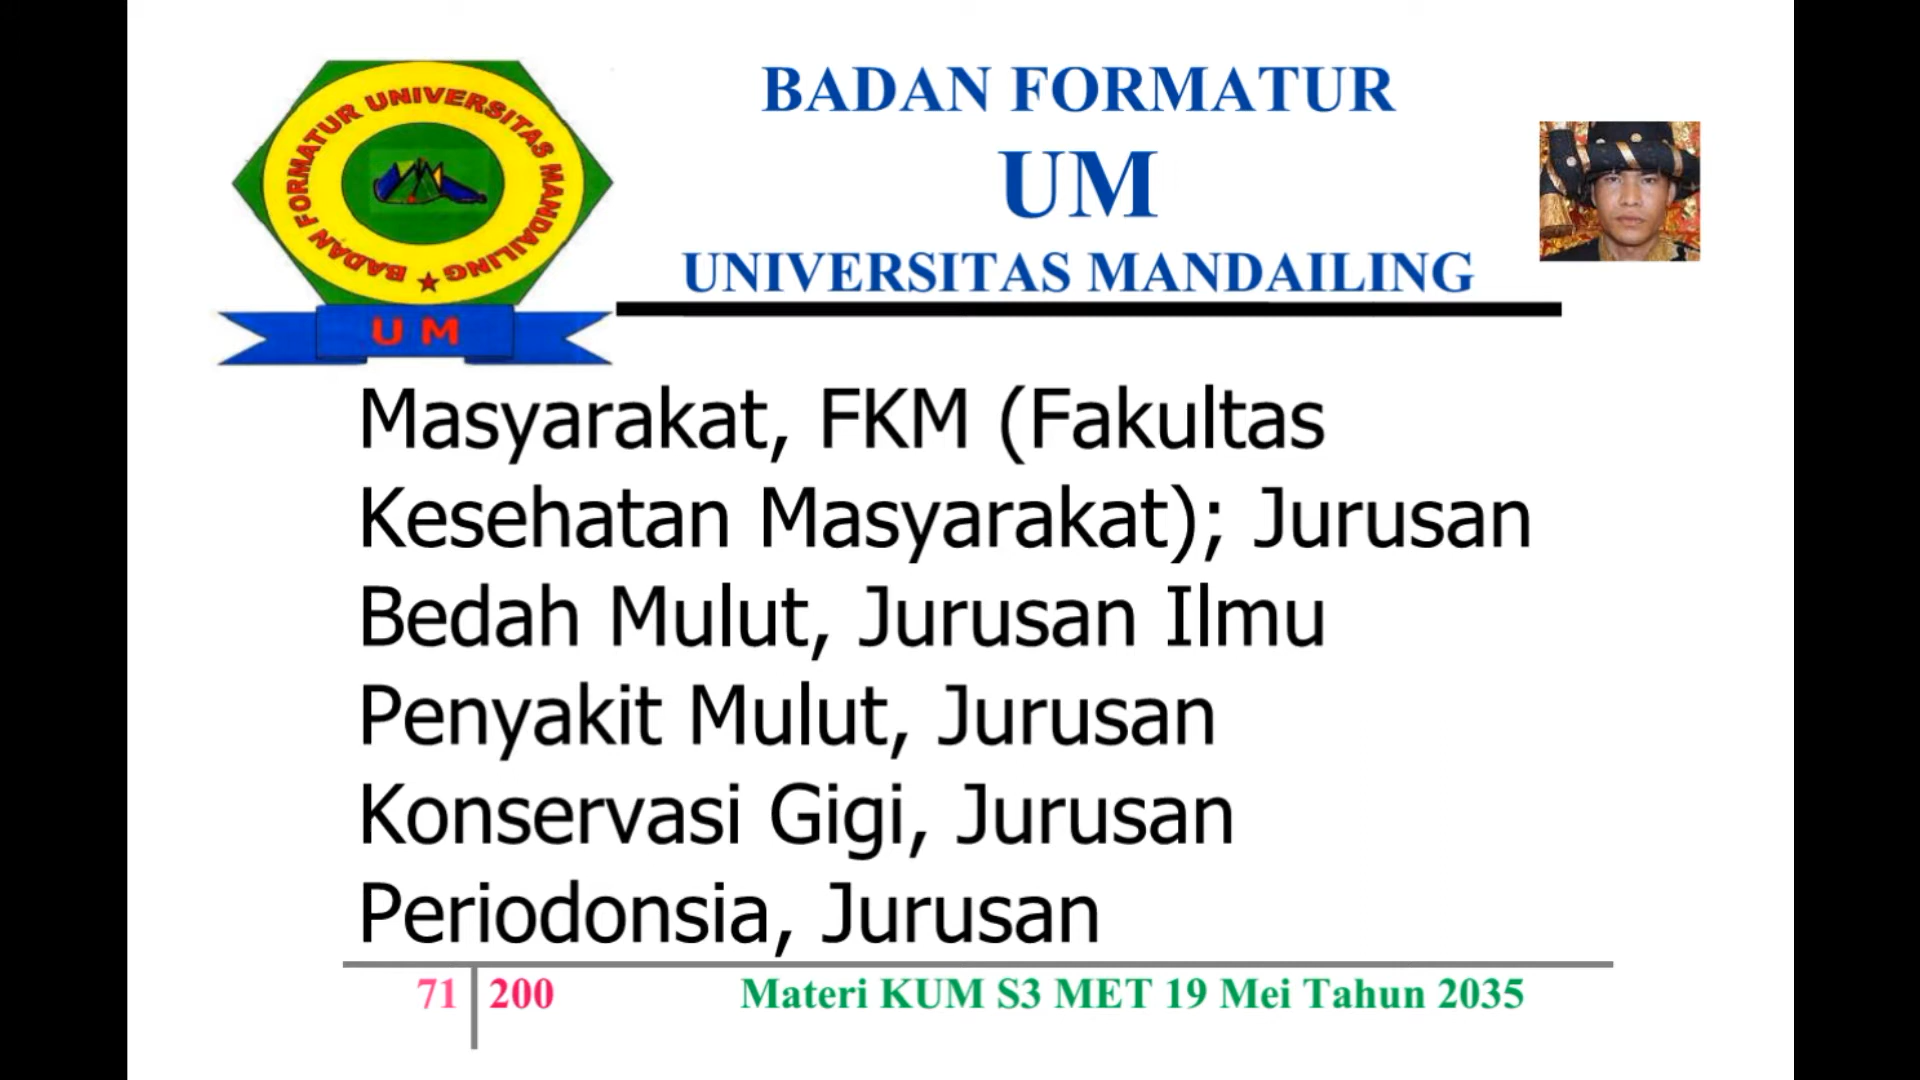 BADAN FORMATUR UNIVERSITAS MANDAILING
U M
BADAN FORMATUR
UM
UNIVERSITAS MANDAILING
Masyarakat, FKM (Fakultas
Kesehatan Masyarakat); Jurusan
Bedah Mulut, Jurusan Ilmu
Penyakit Mulut, Jurusan
Konservasi Gigi, Jurusan
Periodonsia, Jurusan
71 200 Materi KUM S3 MET 19 Mei Tahun 2035